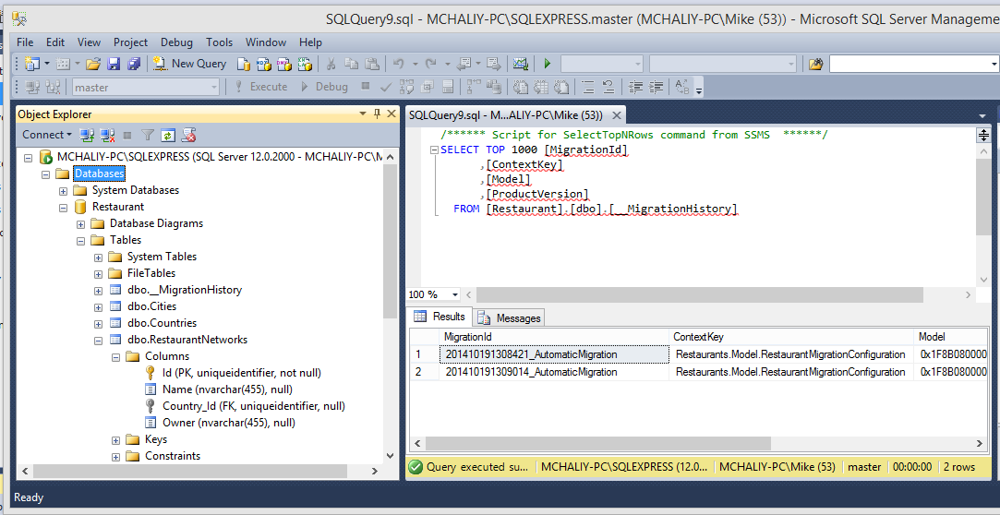 SQLQuery9.sql - MCHALIY-PC\SQLEXPRESS.master (MCHALIY-PC\Mike (53)) - Microsoft SQL Server Manageme
File Edit View Project Debug Tools Window Help
New Query
master Execute Debug
Object Explorer
Connect
MCHALIY-PC\SQLEXPRESS (SQL Server 12.0.2000 - MCHALIY-PC\M
Databases
System Databases
Restaurant
Database Diagrams
Tables
System Tables
FileTables
dbo.__MigrationHistory
dbo.Cities
dbo.Countries
dbo.RestaurantNetworks
Columns
Id (PK, uniqueidentifier, not null)
Name (nvarchar(455), null)
Country_Id (FK, uniqueidentifier, null)
Owner (nvarchar(455), null)
Keys
Constraints
SQLQuery9.sql - M...ALIY-PC\Mike (53))
/****** Script for SelectTopNRows command from SSMS ******/
SELECT TOP 1000 [MigrationId]
,[ContextKey]
,[Model]
,[ProductVersion]
FROM [Restaurant].[dbo].[__MigrationHistory]
100 %
Results Messages
MigrationId ContextKey Model
1 201410191308421_AutomaticMigration Restaurants.Model.RestaurantMigrationConfiguration 0x1F8B080000
2 201410191309014_AutomaticMigration Restaurants.Model.RestaurantMigrationConfiguration 0x1F8B080000
Query executed su... MCHALIY-PC\SQLEXPRESS (12.0... MCHALIY-PC\Mike (53) master 00:00:00 2 rows
Ready